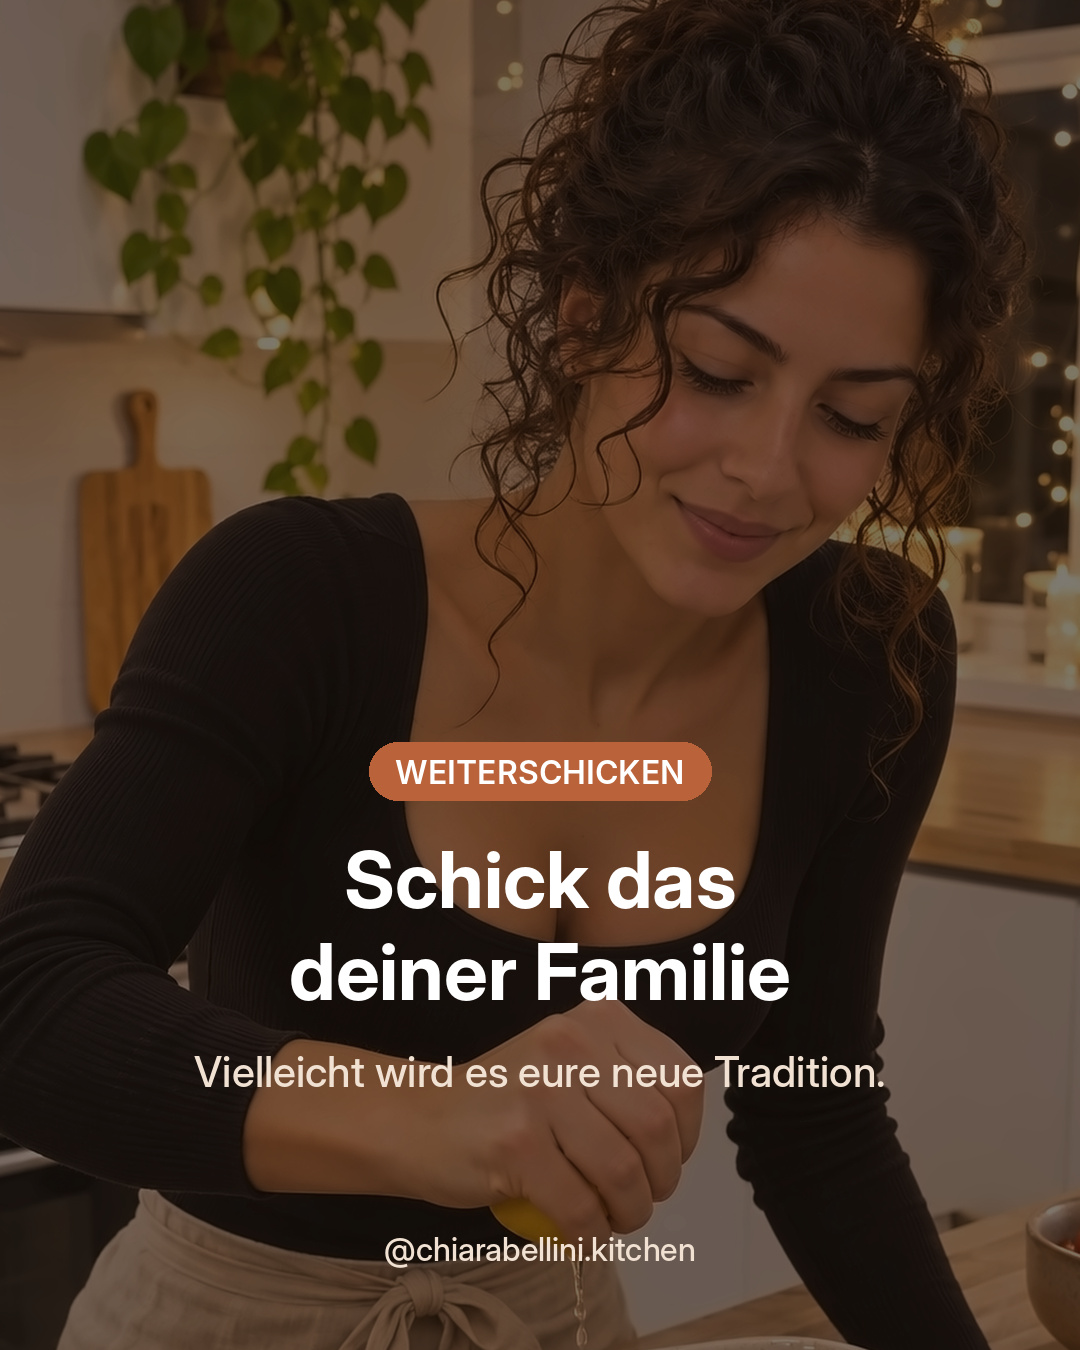 WEITERSCHICKEN
Schick das
deiner Familie
Vielleicht wird es eure neue Tradition.
@chiarabellini.kitchen